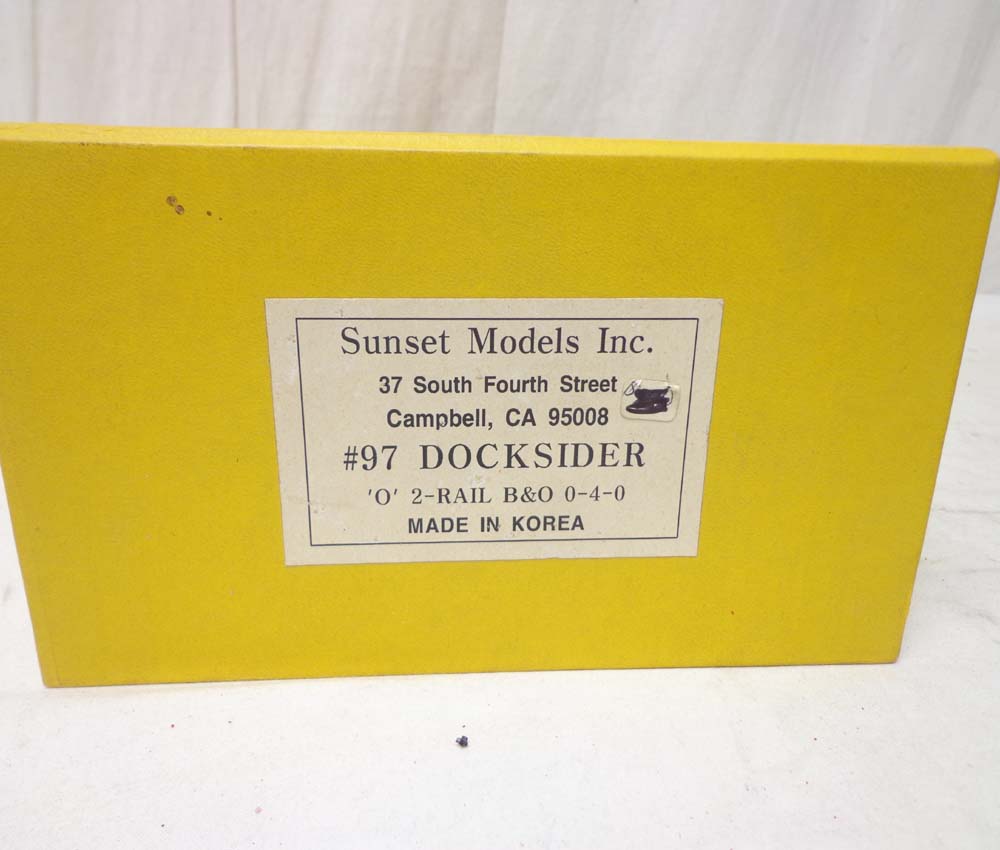 Sunset Models Inc.
37 South Fourth Street
Campbell, CA 95008
#97 DOCKSIDER
'O' 2-RAIL B&O 0-4-0
MADE IN KOREA